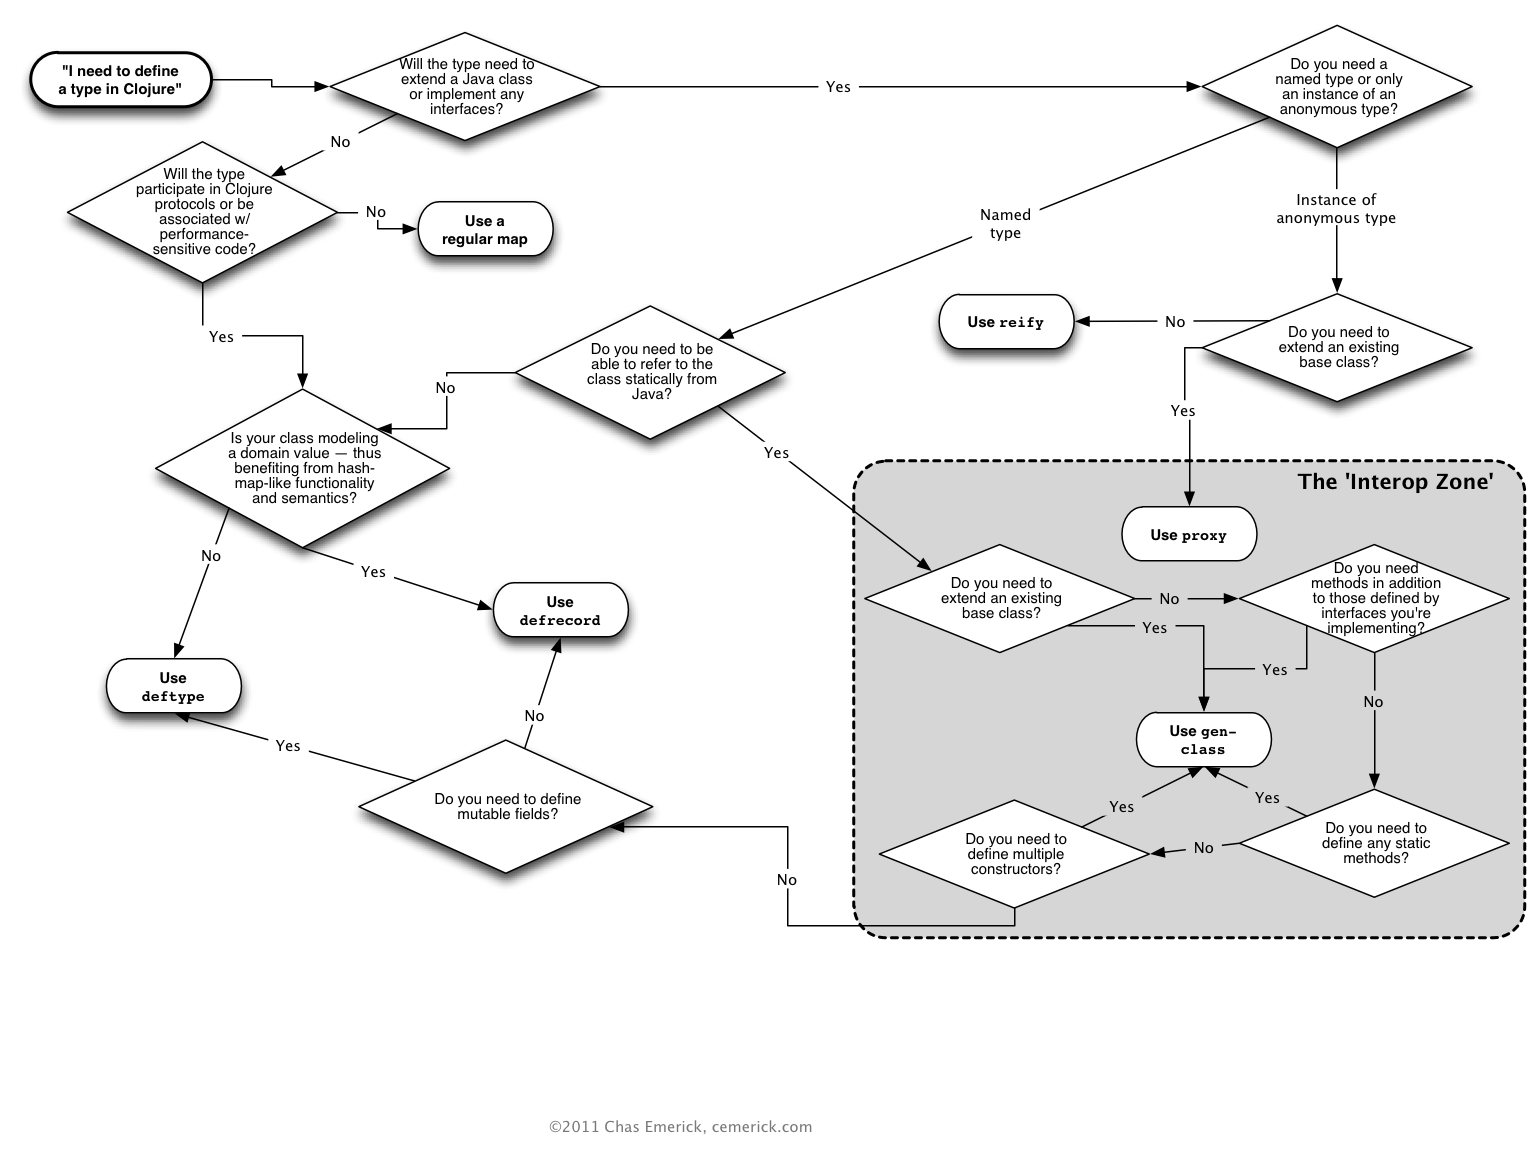 "I need to define
a type in Clojure"
Will the type need to
extend a Java class
or implement any
interfaces?
Yes
Do you need a
named type or only
an instance of an
anonymous type?
No
Will the type
participate in Clojure
protocols or be
associated w/
performance-
sensitive code?
No
Use a
regular map
Named
type
Instance of
anonymous type
Yes
Do you need to be
able to refer to the
class statically from
Java?
Use reify
No
Do you need to
extend an existing
base class?
No
Yes
Yes
Is your class modeling
a domain value — thus
benefiting from hash-
map-like functionality
and semantics?
The 'Interop Zone'
Use proxy
No
Yes
Use
defrecord
Do you need to
extend an existing
base class?
No
Do you need
methods in addition
to those defined by
interfaces you're
implementing?
Yes
Yes
No
Use
deftype
No
Yes
Use gen-
class
Do you need to define
mutable fields?
Yes
Yes
Do you need to
define multiple
constructors?
No
Do you need to
define any static
methods?
No
©2011 Chas Emerick, cemerick.com